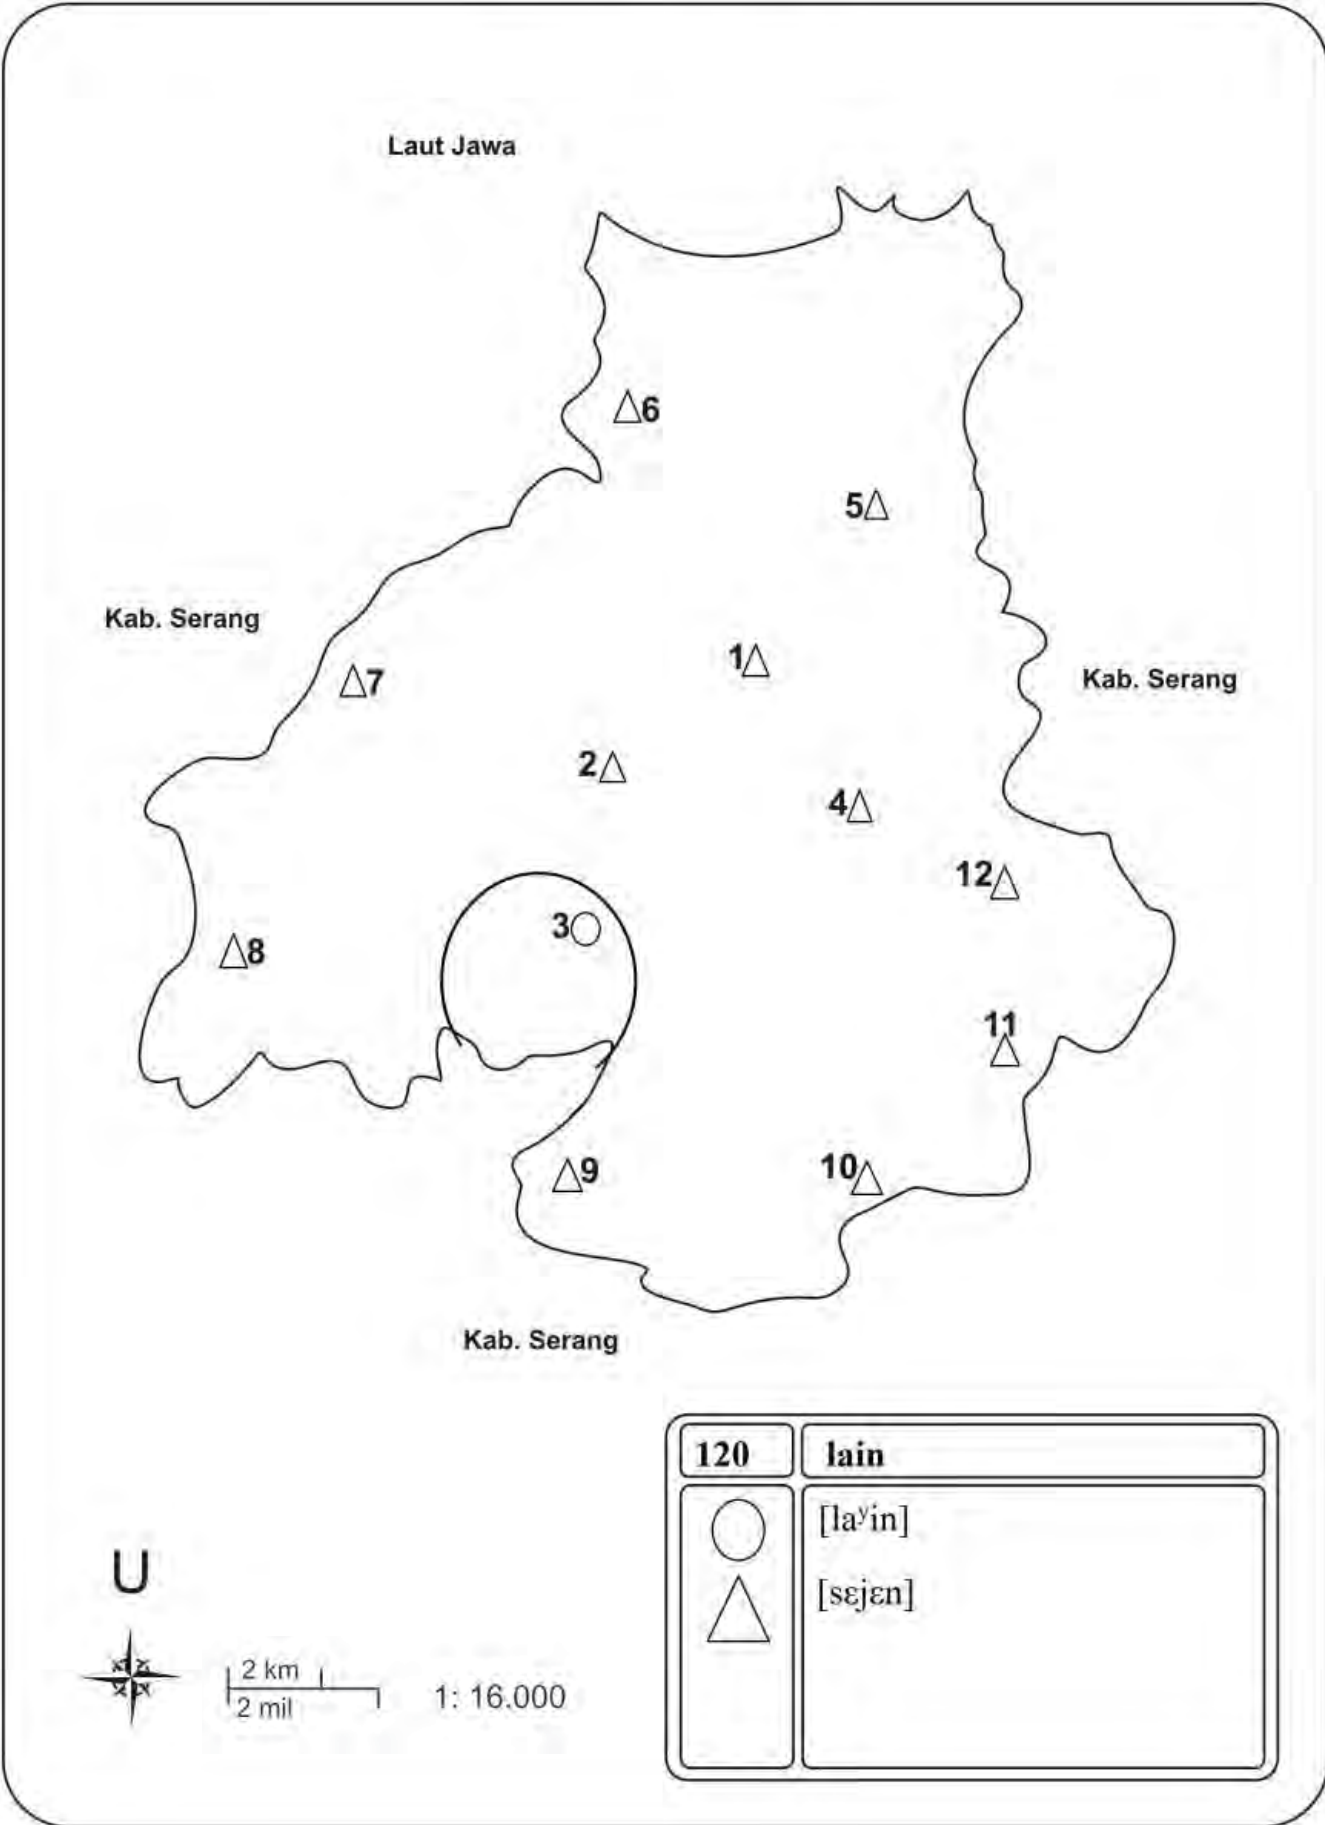 Laut Jawa
6
5
Kab. Serang
1
7
Kab. Serang
2
4
12
3
8
11
9
10
Kab. Serang
120 lain
[laʸin]
[sɛjɛn]
U
2 km
2 mil
1: 16.000